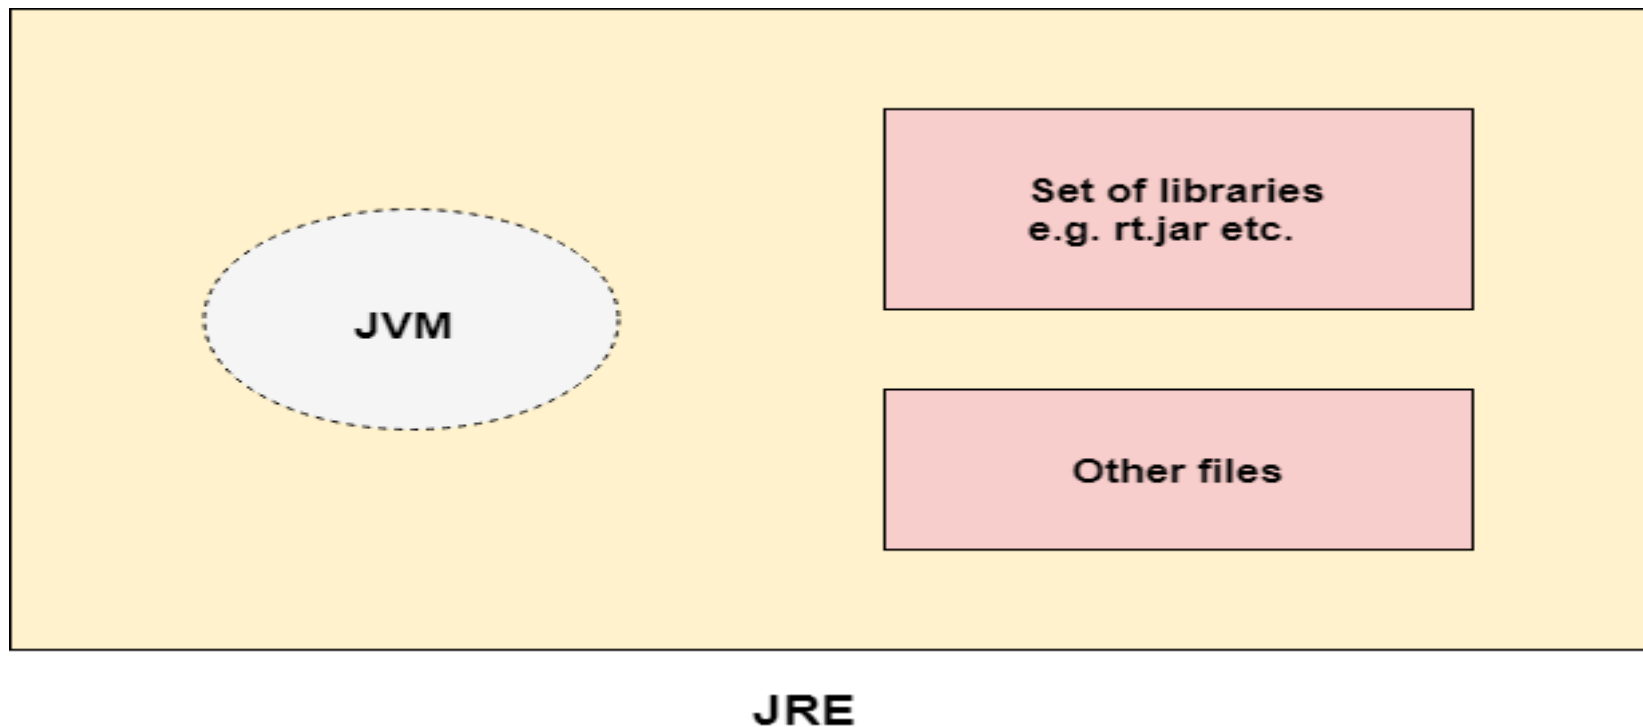 Set of libraries
e.g. rt.jar etc.
JVM
Other files
JRE